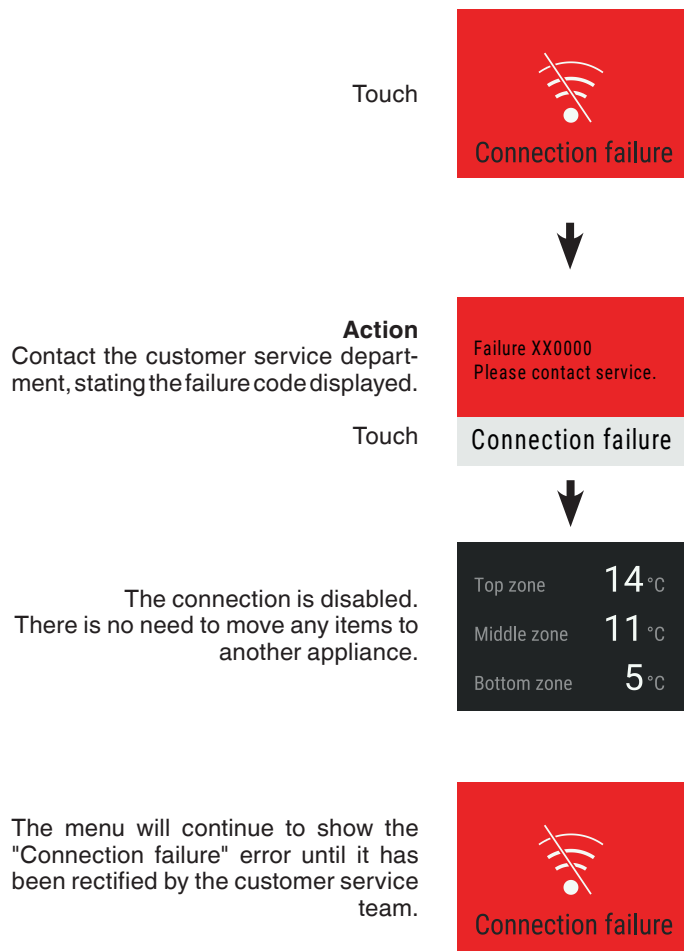 Touch
Connection failure
Action
Contact the customer service depart-
ment, stating the failure code displayed.
Failure XX0000
Please contact service.
Touch
Connection failure
The connection is disabled.
There is no need to move any items to
another appliance.
Top zone 14 °C
Middle zone 11 °C
Bottom zone 5 °C
The menu will continue to show the
"Connection failure" error until it has
been rectified by the customer service
team.
Connection failure